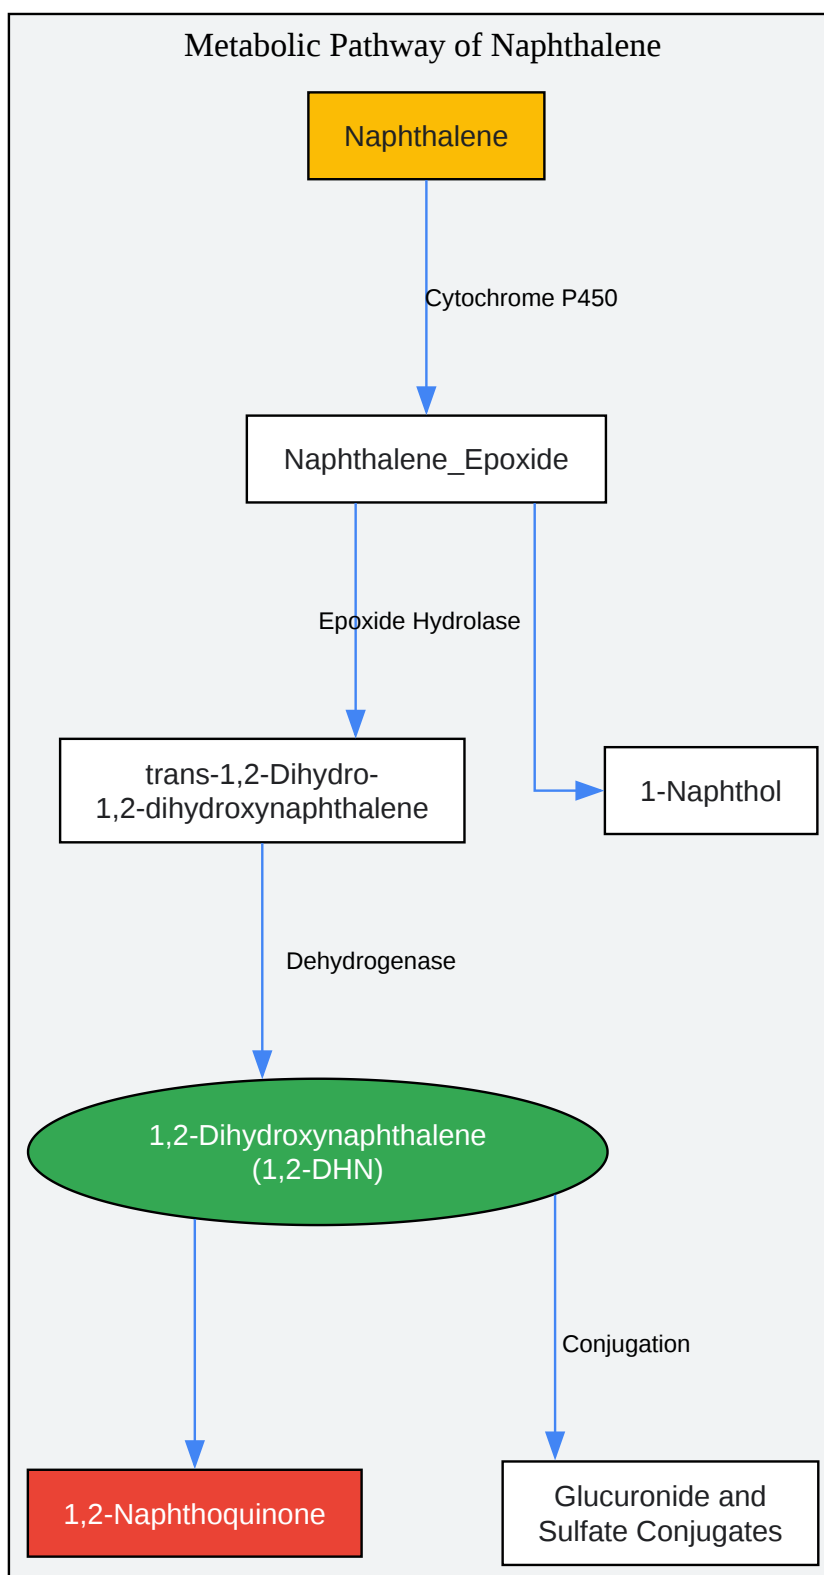 Metabolic Pathway of Naphthalene
Naphthalene
Cytochrome P450
Naphthalene_Epoxide
Epoxide Hydrolase
trans-1,2-Dihydro-
1,2-dihydroxynaphthalene
1-Naphthol
Dehydrogenase
1,2-Dihydroxynaphthalene
(1,2-DHN)
Conjugation
1,2-Naphthoquinone
Glucuronide and
Sulfate Conjugates